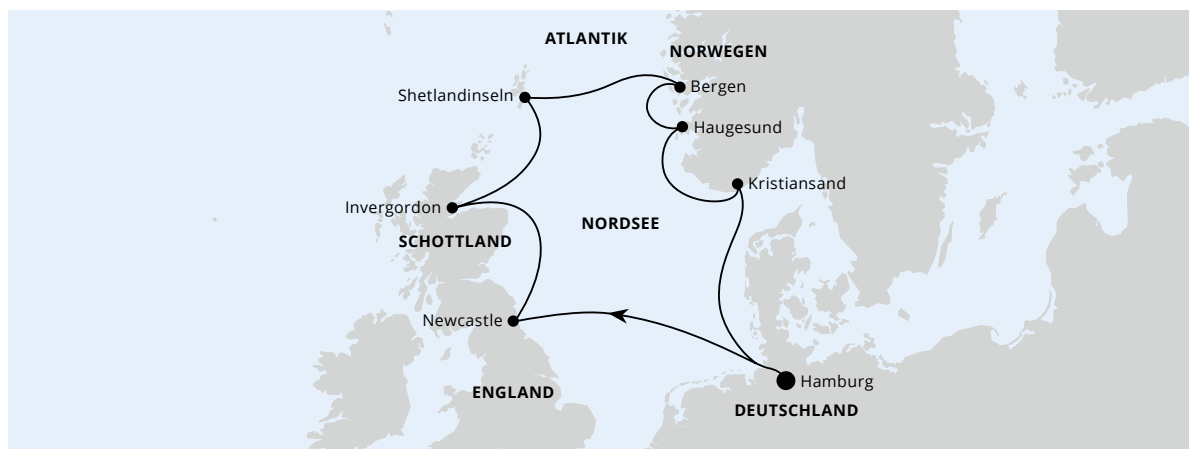 ATLANTIK
NORWEGEN
Bergen
Shetlandinseln
Haugesund
Kristiansand
Invergordon
NORDSEE
SCHOTTLAND
Newcastle
Hamburg
ENGLAND
DEUTSCHLAND